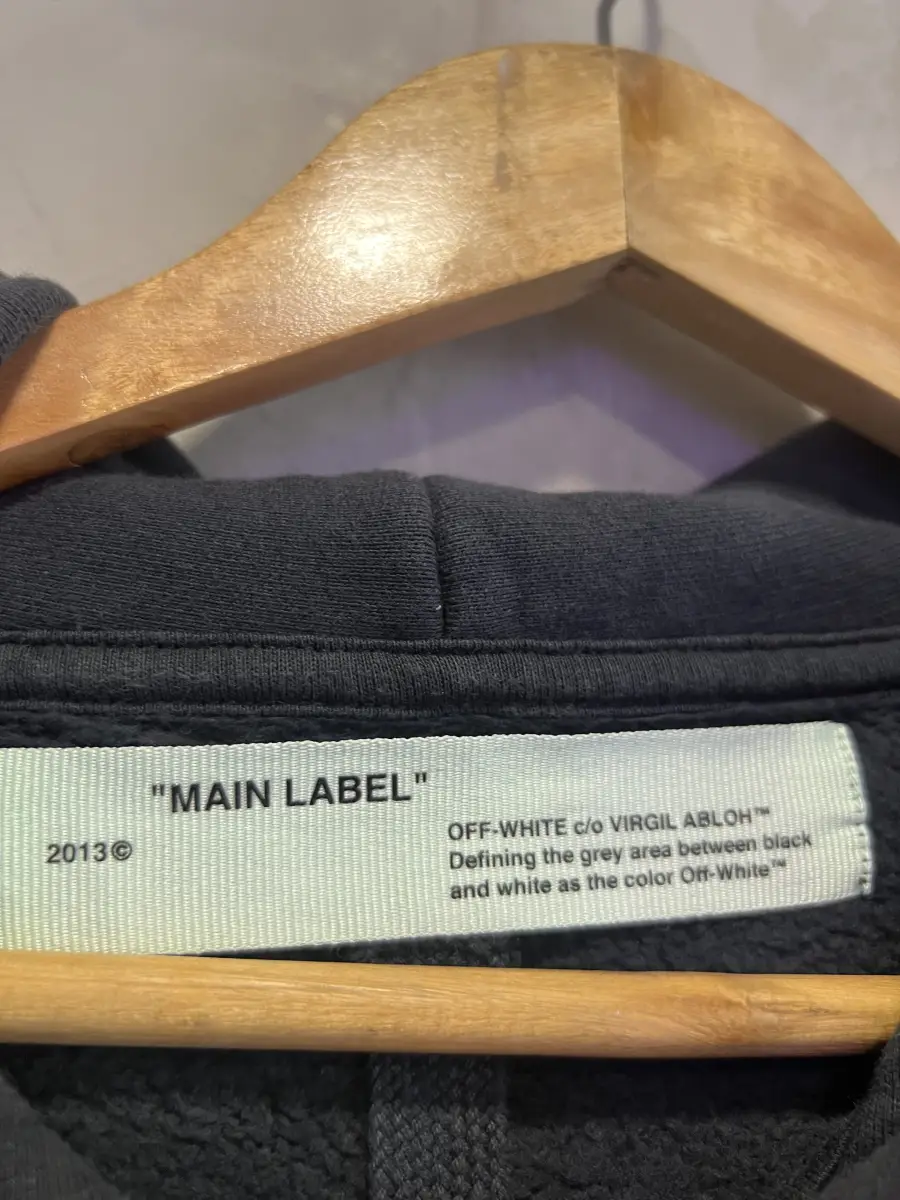 "MAIN LABEL"
2013©
OFF-WHITE c/o VIRGIL ABLOH™
Defining the grey area between black
and white as the color Off-White™